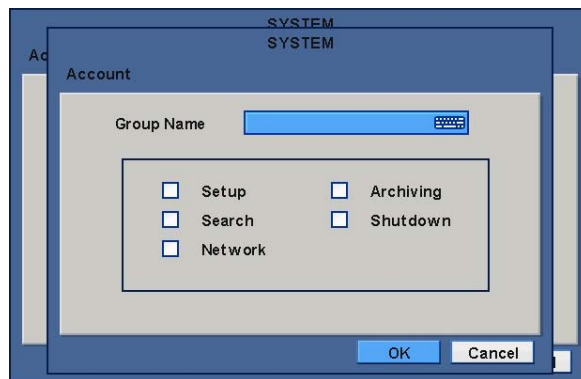 SYSTEM
SYSTEM
Ac
Account
Group Name
Setup
Archiving
Search
Shutdown
Network
OK
Cancel